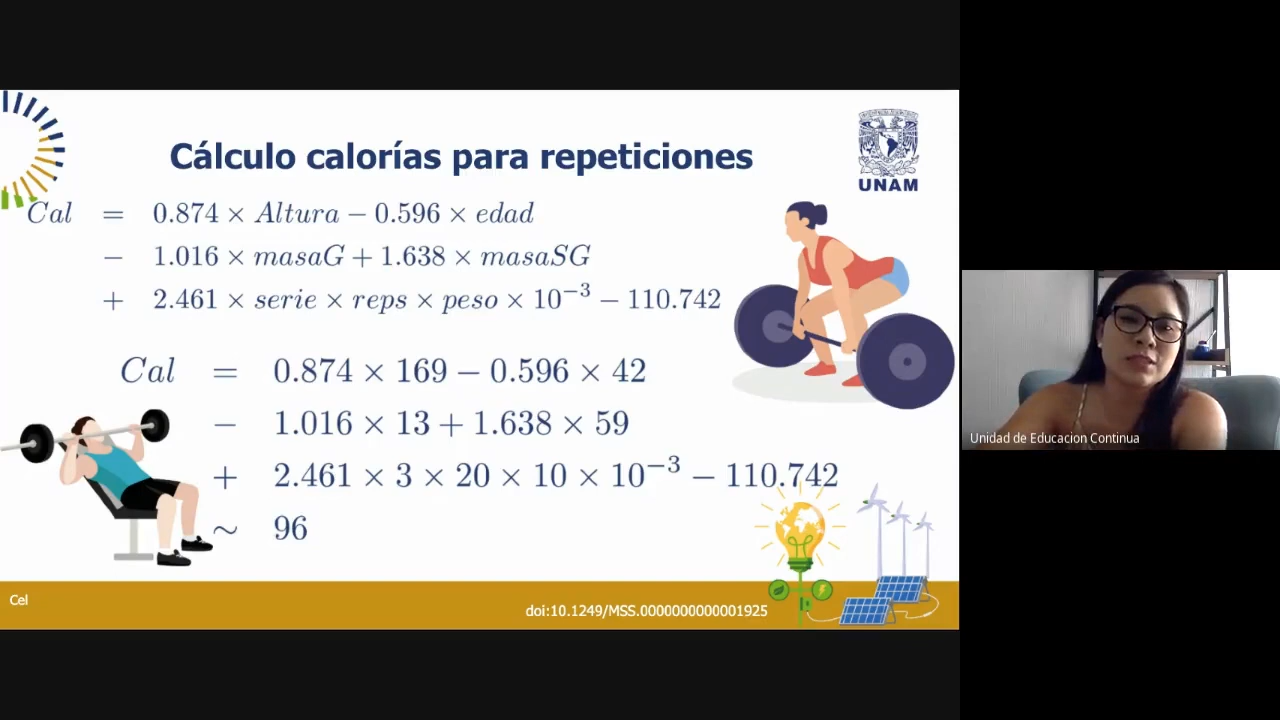 Cálculo calorías para repeticiones
UNAM
Cal = 0.874 × Altura − 0.596 × edad
− 1.016 × masaG + 1.638 × masaSG
+ 2.461 × serie × reps × peso × 10⁻³ − 110.742
Cal = 0.874 × 169 − 0.596 × 42
− 1.016 × 13 + 1.638 × 59
+ 2.461 × 3 × 20 × 10 × 10⁻³ − 110.742
∼ 96
Cel
doi:10.1249/MSS.0000000000001925
Unidad de Educacion Continua